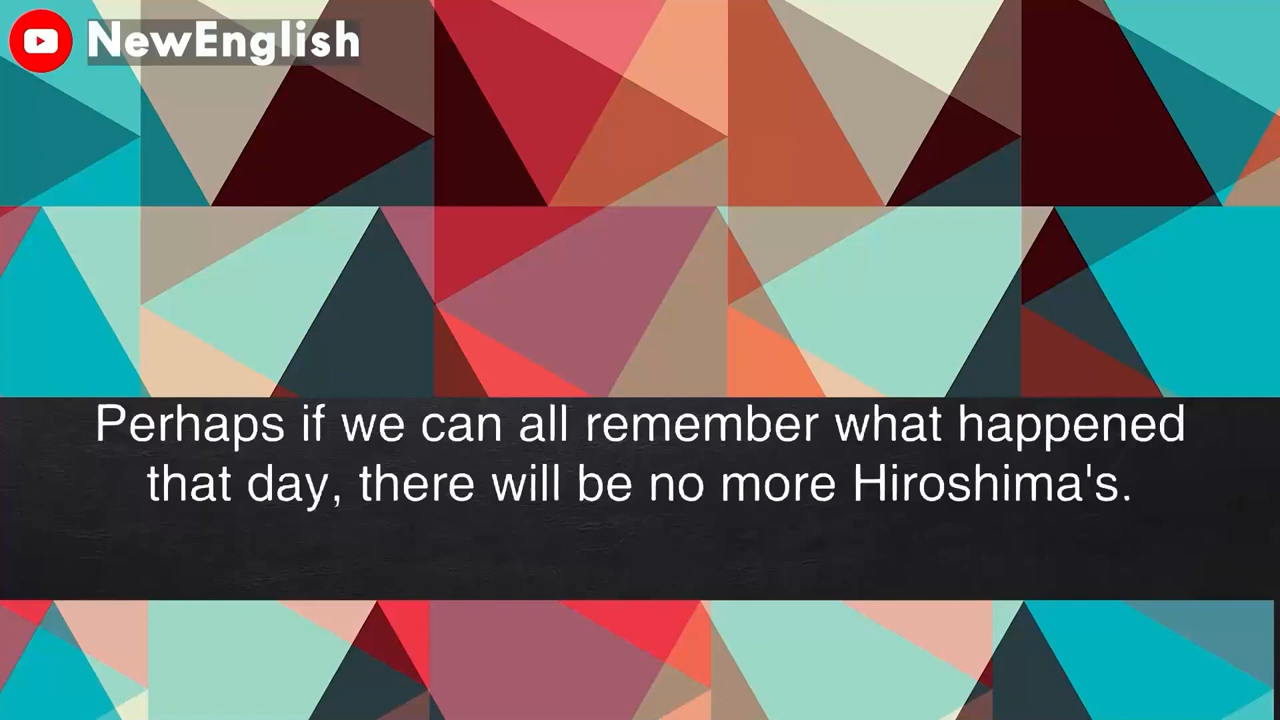 NewEnglish
Perhaps if we can all remember what happened
that day, there will be no more Hiroshima's.